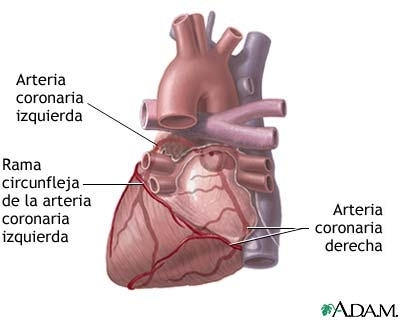 Arteria
coronaria
izquierda
Rama
circunfleja
de la arteria
coronaria
izquierda
Arteria
coronaria
derecha
A.D.A.M.